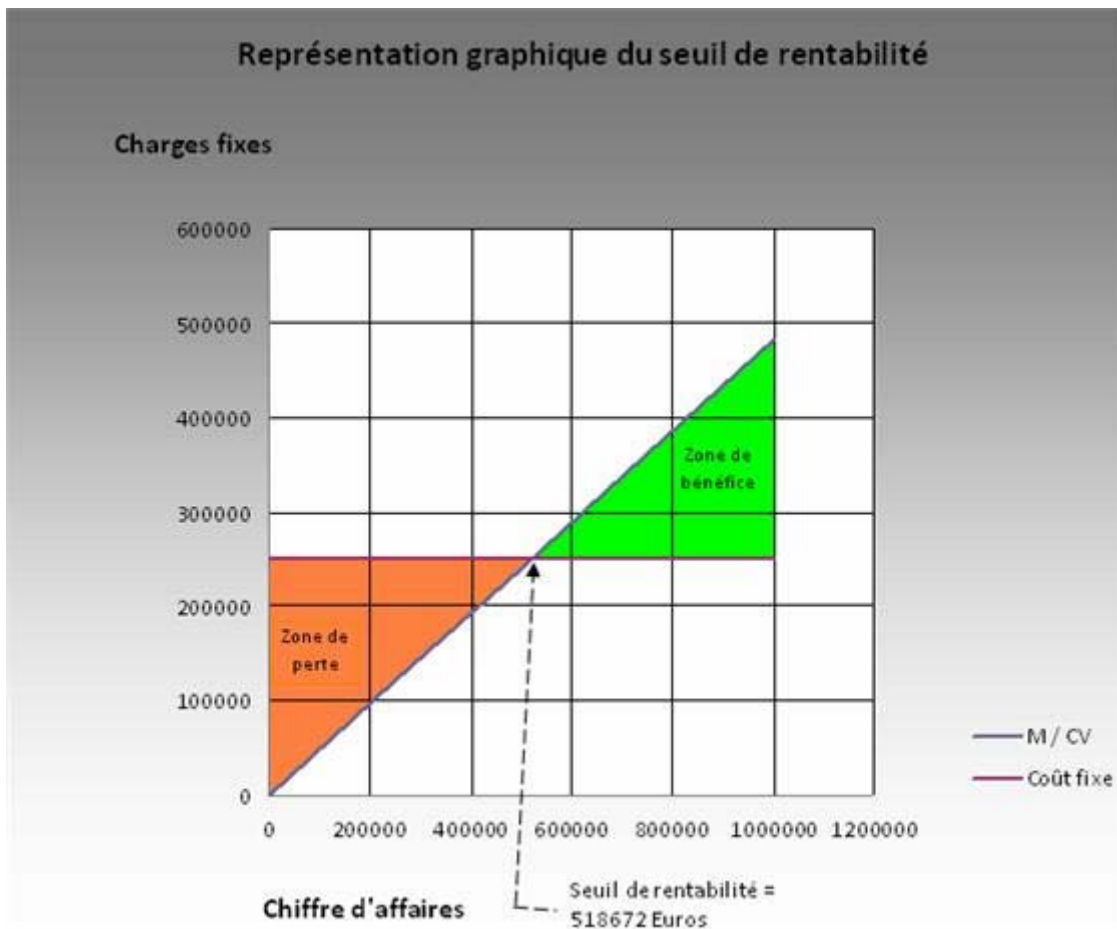 Représentation graphique du seuil de rentabilité
Charges fixes
600000
500000
400000
300000
200000
100000
0
Zone de
bénéfice
Zone de
perte
M / CV
Coût fixe
0 200000 400000 600000 800000 1000000 1200000
Chiffre d'affaires
Seuil de rentabilité =
518672 Euros